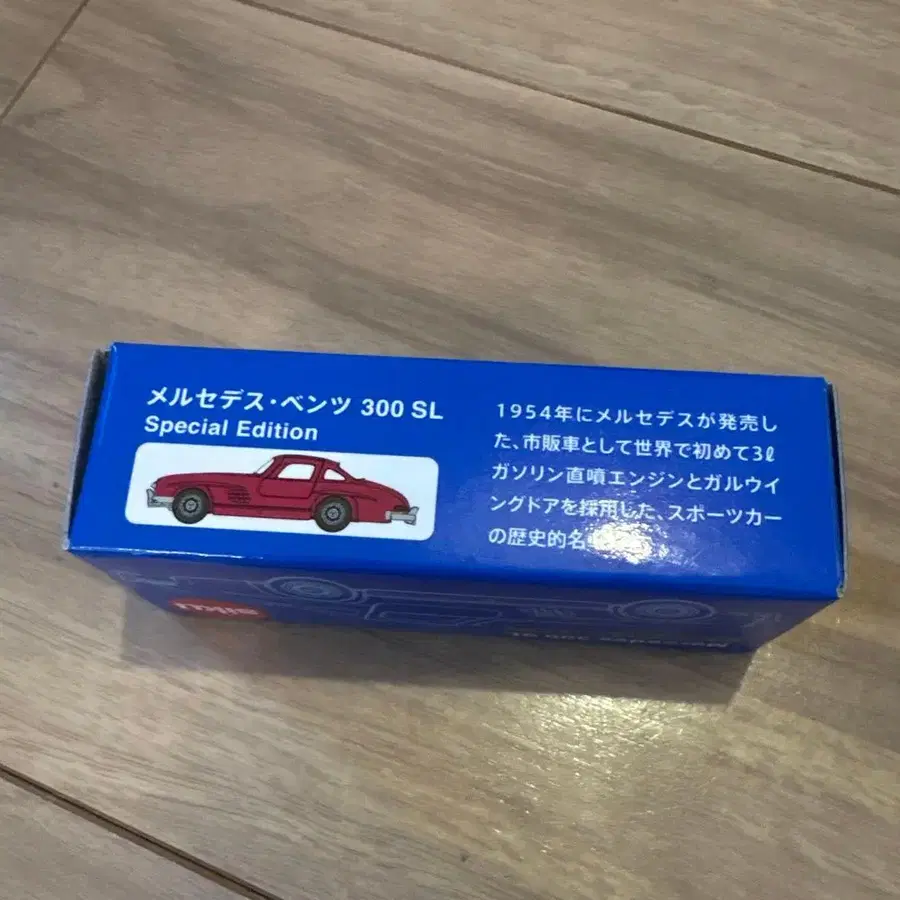 メルセデス・ベンツ 300 SL
Special Edition
1954年にメルセデスが発売し
た、市販車として世界で初めて3ℓ
ガソリン直噴エンジンとガルウイ
ングドアを採用した、スポーツカー
の歴史的名
siku
Mercedes 300 SL